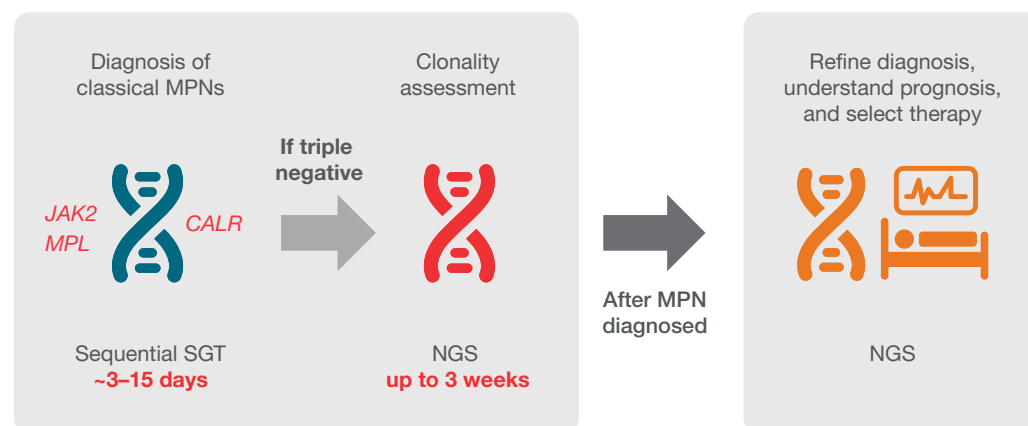 Diagnosis of
classical MPNs
JAK2
MPL
CALR
Sequential SGT
~3–15 days
If triple
negative
Clonality
assessment
NGS
up to 3 weeks
After MPN
diagnosed
Refine diagnosis,
understand prognosis,
and select therapy
NGS